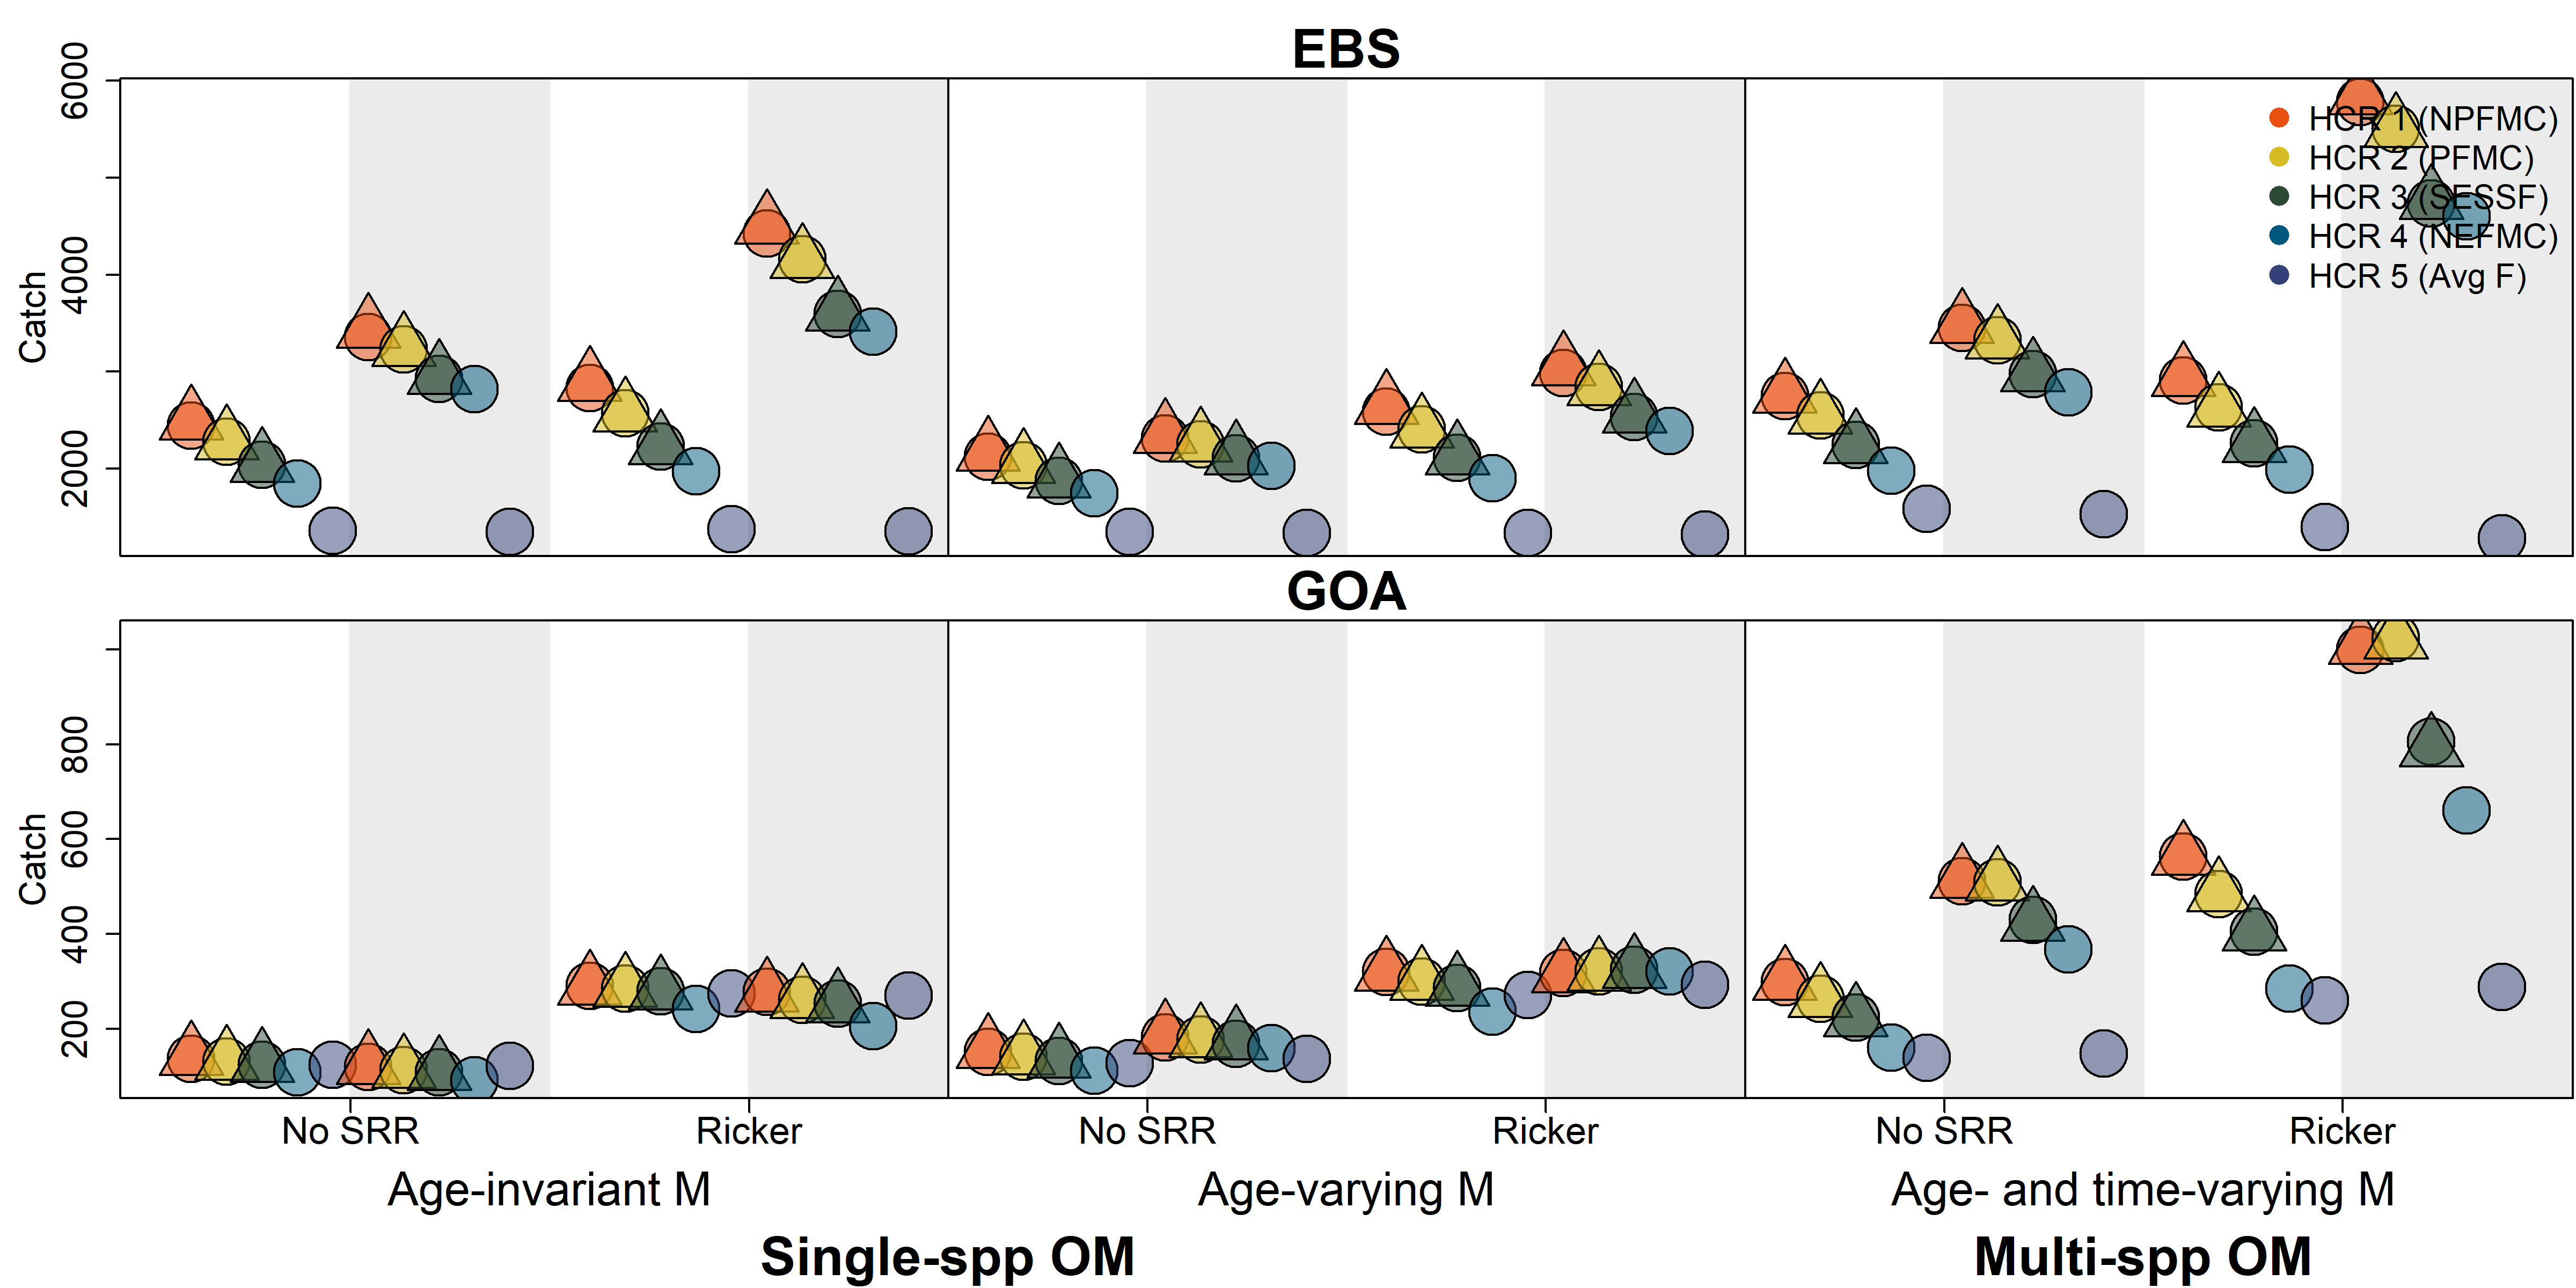 EBS
6000
4000
2000
Catch
HCR 1 (NPFMC)
HCR 2 (PFMC)
HCR 3 (SESSF)
HCR 4 (NEFMC)
HCR 5 (Avg F)
GOA
800
600
400
200
Catch
No SRR Ricker No SRR Ricker No SRR Ricker
Age-invariant M Age-varying M Age- and time-varying M
Single-spp OM Multi-spp OM